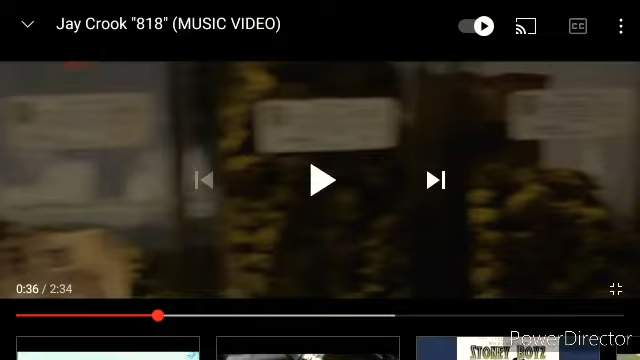 Jay Crook "818" (MUSIC VIDEO)
CC
0:36 / 2:34
PowerDirector
STONEY BOYZ